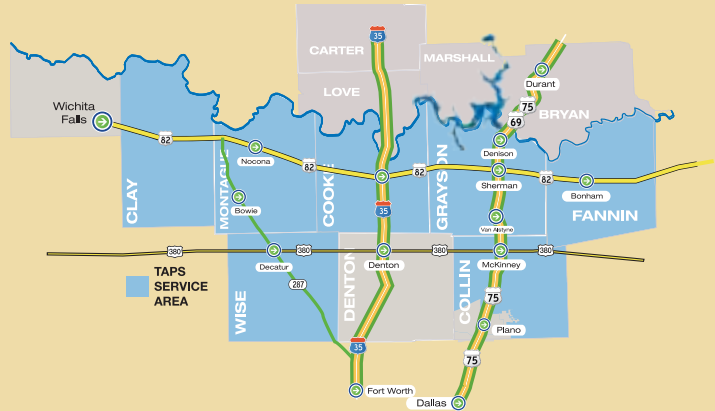 35
CARTER
MARSHALL
Durant
LOVE
75
Wichita
Falls
BRYAN
69
82
Nocona
Denison
MONTAGUE
82
COOKE
82
Sherman
82
Bonham
CLAY
GRAYSON
Bowie
35
FANNIN
Van Alstyne
380
380
380
380
Decatur
Denton
McKinney
TAPS
SERVICE
AREA
287
WISE
DENTON
COLLIN
75
Plano
35
75
Fort Worth
Dallas